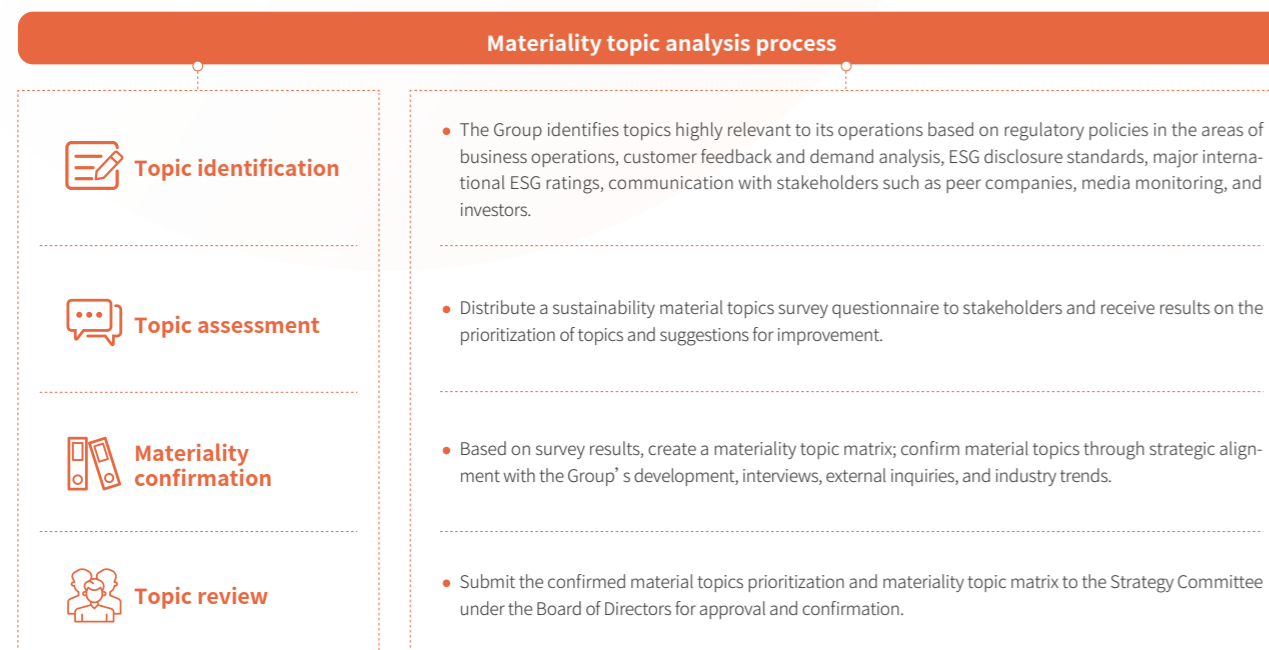 Materiality topic analysis process
Topic identification
● The Group identifies topics highly relevant to its operations based on regulatory policies in the areas of
business operations, customer feedback and demand analysis, ESG disclosure standards, major interna-
tional ESG ratings, communication with stakeholders such as peer companies, media monitoring, and
investors.
Topic assessment
● Distribute a sustainability material topics survey questionnaire to stakeholders and receive results on the
prioritization of topics and suggestions for improvement.
Materiality
confirmation
● Based on survey results, create a materiality topic matrix; confirm material topics through strategic align-
ment with the Group’s development, interviews, external inquiries, and industry trends.
Topic review
● Submit the confirmed material topics prioritization and materiality topic matrix to the Strategy Committee
under the Board of Directors for approval and confirmation.